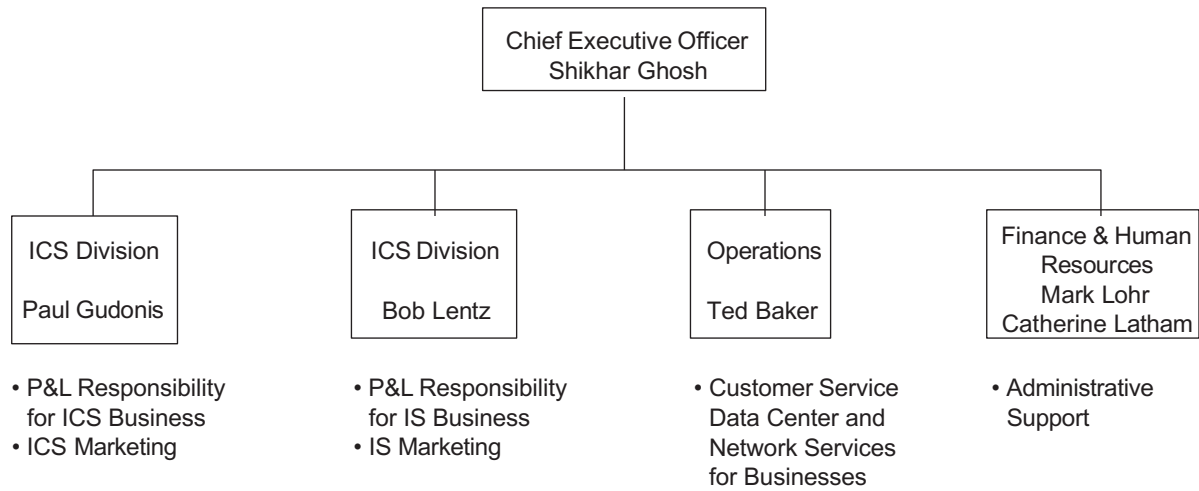 Chief Executive Officer
Shikhar Ghosh
ICS Division
Paul Gudonis
ICS Division
Bob Lentz
Operations
Ted Baker
Finance & Human
Resources
Mark Lohr
Catherine Latham
• P&L Responsibility
for ICS Business
• ICS Marketing
• P&L Responsibility
for IS Business
• IS Marketing
• Customer Service
Data Center and
Network Services
for Businesses
• Administrative
Support